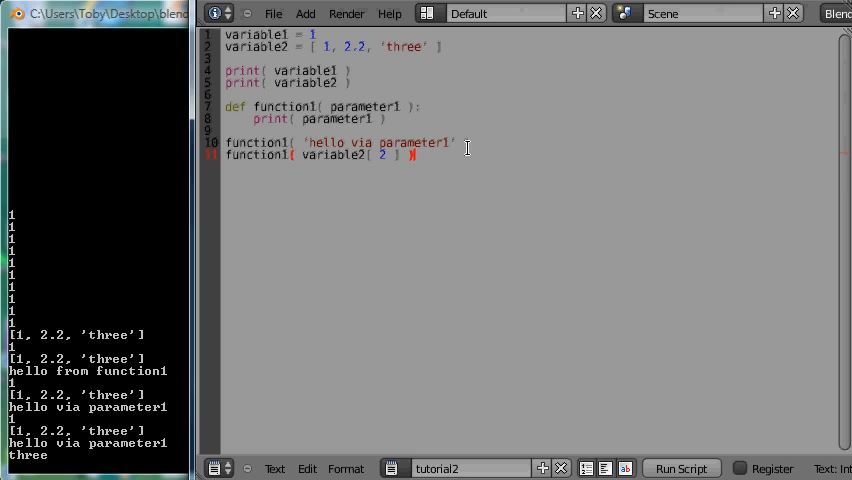 C:\Users\Toby\Desktop\blend
File Add Render Help Default Scene Blend
1 variable1 = 1
2 variable2 = [ 1, 2.2, 'three' ]
3
4 print( variable1 )
5 print( variable2 )
6
7 def function1( parameter1 ):
8 print( parameter1 )
9
10 function1( 'hello via parameter1'
11 function1( variable2[ 2 ] )
1
1
1
1
1
1
1
1
1
1
[1, 2.2, 'three']
1
[1, 2.2, 'three']
hello from function1
1
[1, 2.2, 'three']
hello via parameter1
1
[1, 2.2, 'three']
hello via parameter1
three
Text Edit Format tutorial2 Run Script Register Text: Int